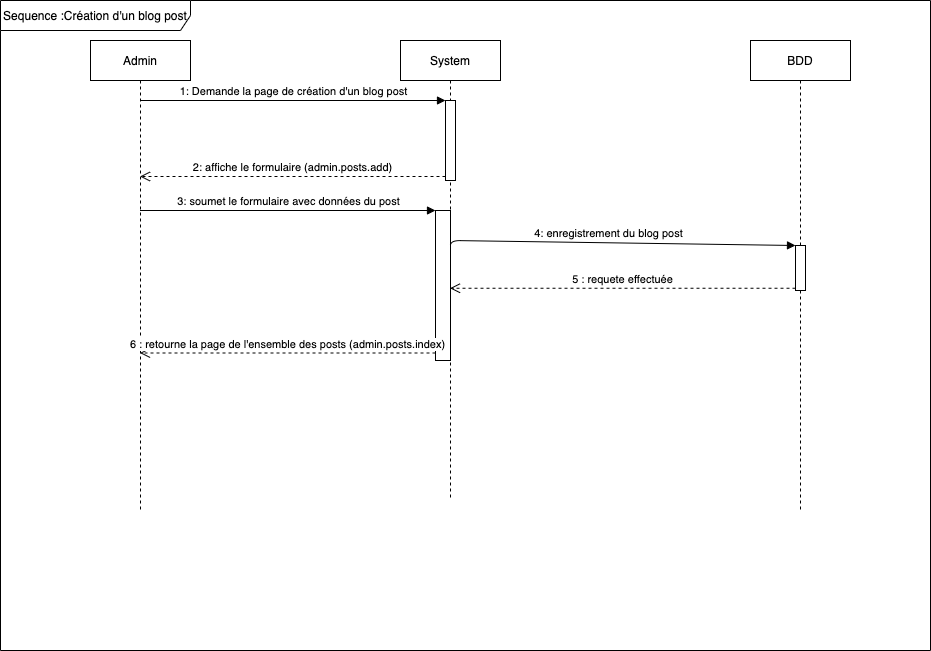 Sequence :Création d'un blog post
Admin
System
BDD
1: Demande la page de création d'un blog post
2: affiche le formulaire (admin.posts.add)
3: soumet le formulaire avec données du post
4: enregistrement du blog post
5 : requete effectuée
6 : retourne la page de l'ensemble des posts (admin.posts.index)